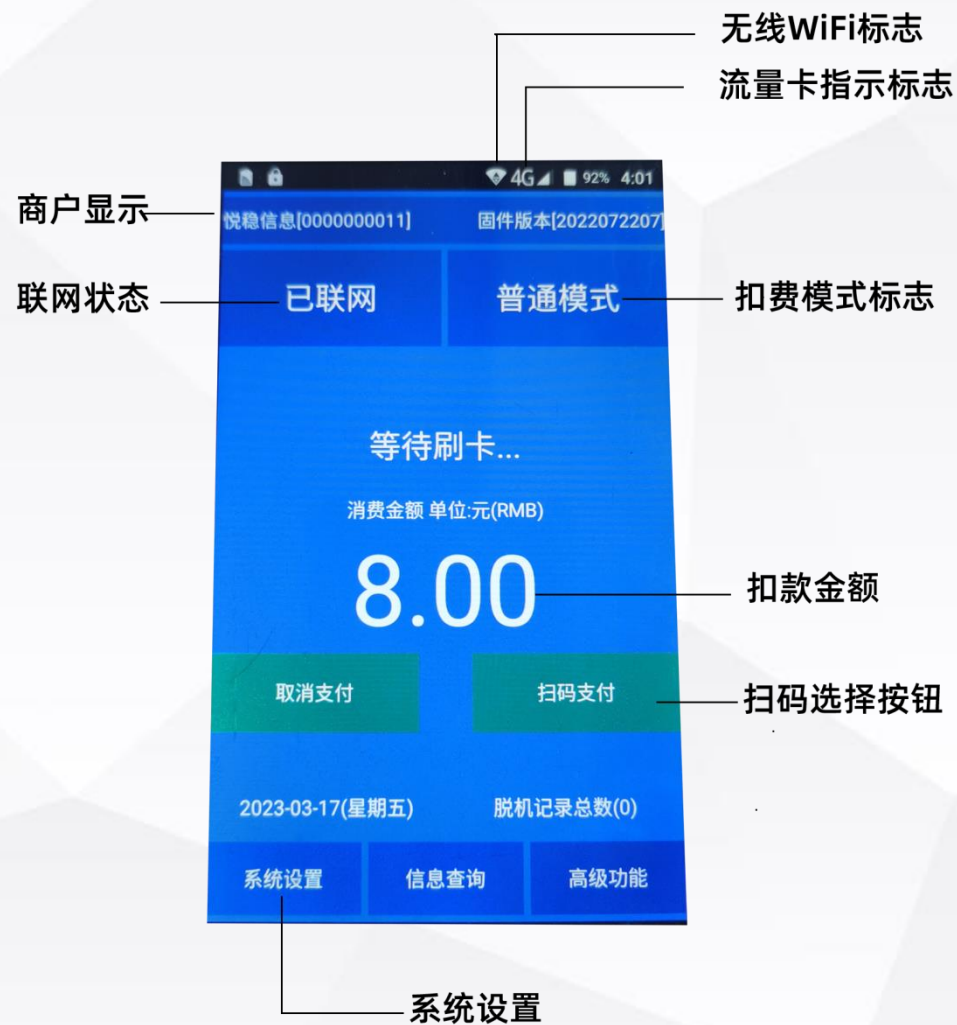 无线WiFi标志
流量卡指示标志
4G 92% 4:01
商户显示
悦稳信息[0000000011] 固件版本[2022072207]
联网状态
已联网 普通模式
扣费模式标志
等待刷卡...
消费金额 单位:元(RMB)
8.00
扣款金额
取消支付 扫码支付
扫码选择按钮
2023-03-17(星期五) 脱机记录总数(0)
系统设置 信息查询 高级功能
系统设置